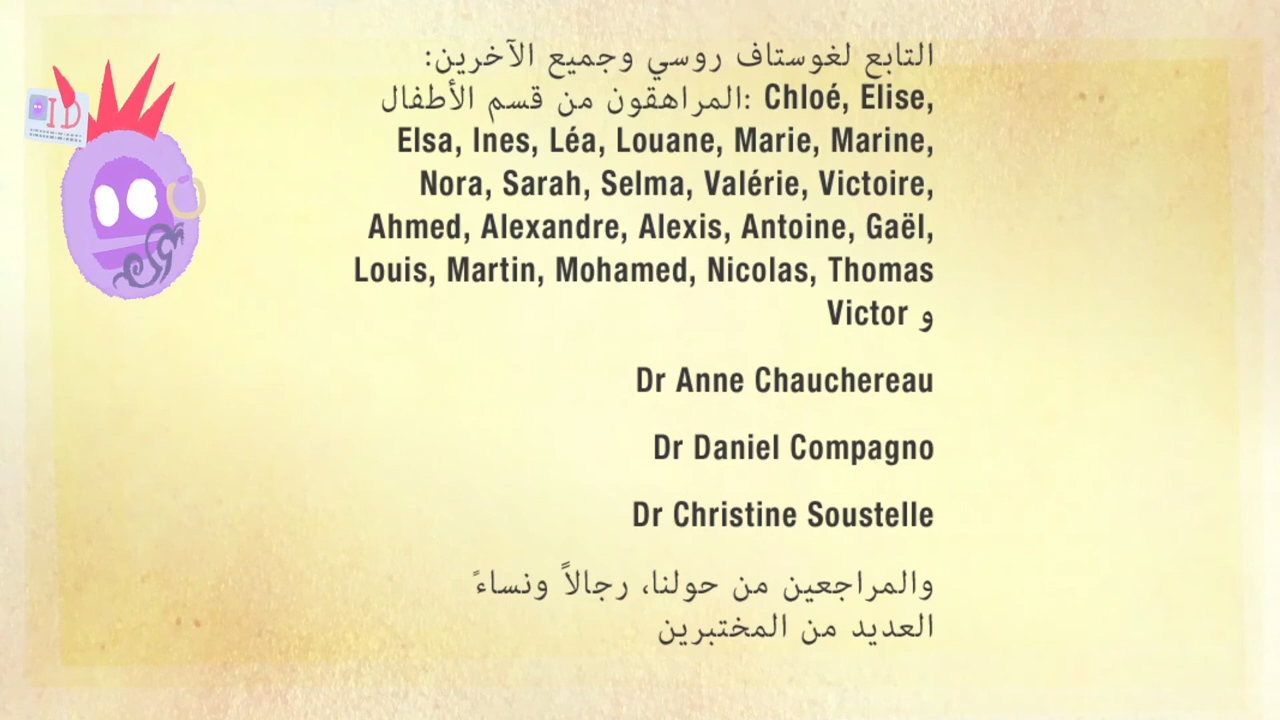 التابع لغوستاف روسي وجميع الآخرين:
المراهقون من قسم الأطفال: Chloé, Elise,
Elsa, Ines, Léa, Louane, Marie, Marine,
Nora, Sarah, Selma, Valérie, Victoire,
Ahmed, Alexandre, Alexis, Antoine, Gaël,
Louis, Martin, Mohamed, Nicolas, Thomas
و Victor
Dr Anne Chauchereau
Dr Daniel Compagno
Dr Christine Soustelle
والمراجعين من حولنا، رجالاً ونساءً
العديد من المختبرين
ID